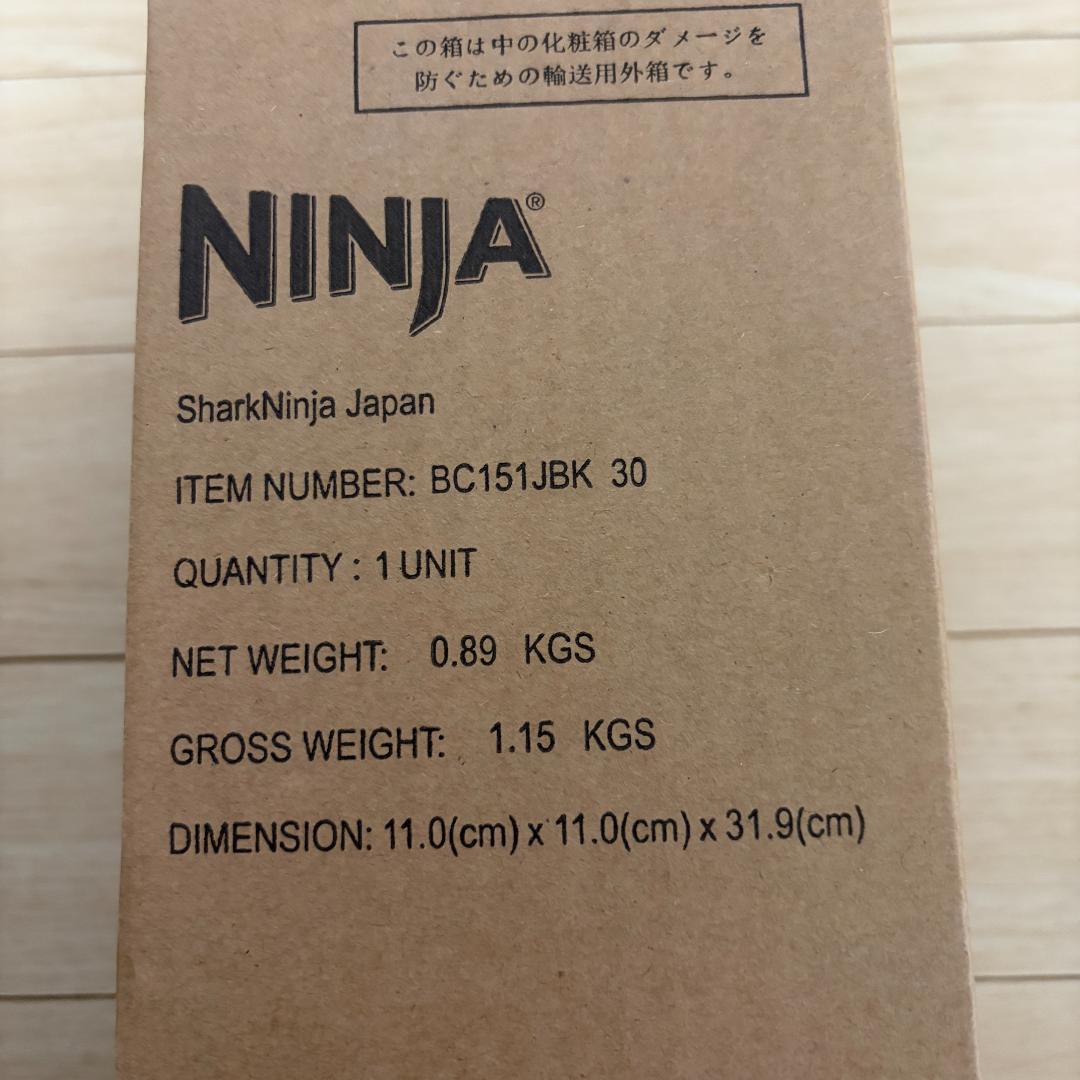 この箱は中の化粧箱のダメージを
防ぐための輸送用外箱です。
NINJA®
SharkNinja Japan
ITEM NUMBER: BC151JBK 30
QUANTITY : 1 UNIT
NET WEIGHT: 0.89 KGS
GROSS WEIGHT: 1.15 KGS
DIMENSION: 11.0(cm) x 11.0(cm) x 31.9(cm)